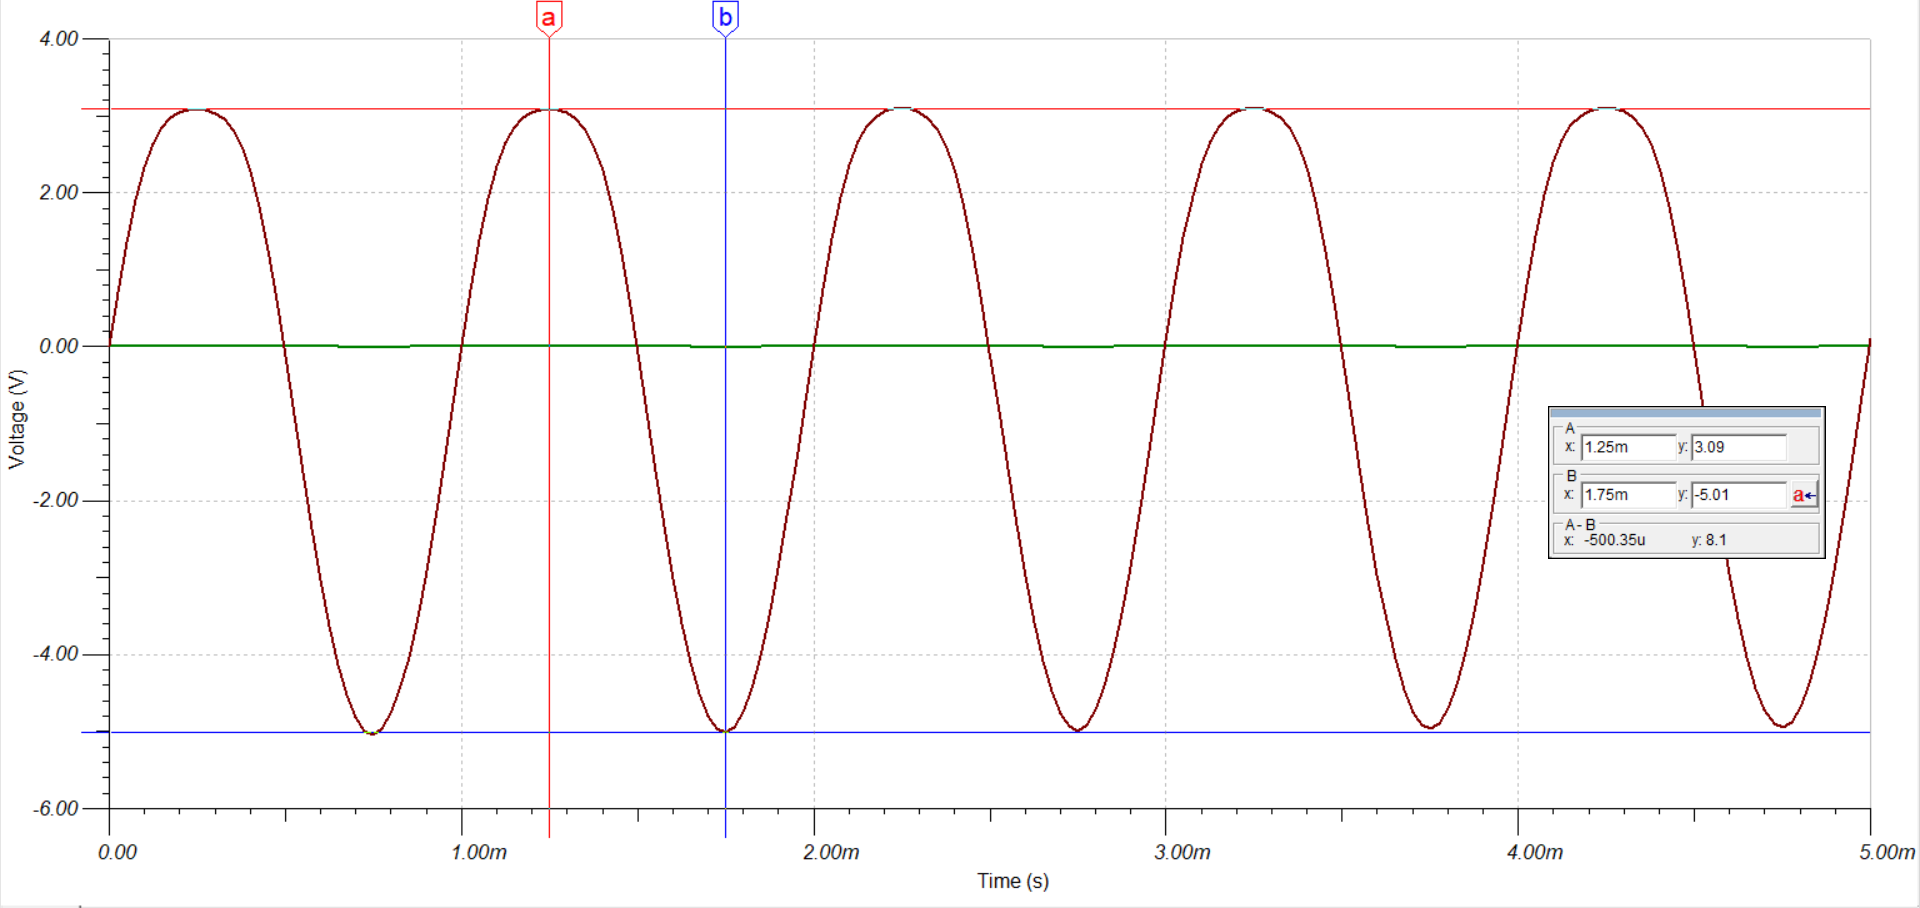 a
b
4.00
2.00
0.00
-2.00
-4.00
-6.00
Voltage (V)
A
x: 1.25m y: 3.09
B
x: 1.75m y: -5.01 a←
A - B
x: -500.35u y: 8.1
0.00 1.00m 2.00m 3.00m 4.00m 5.00m
Time (s)